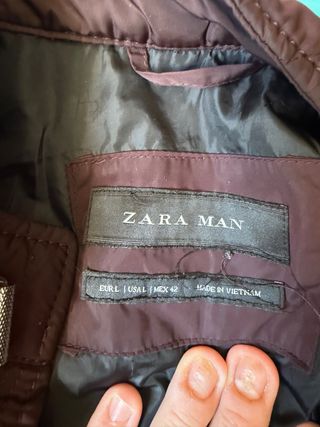 ZARA MAN
EUR L | USA L | MEX 42 MADE IN VIETNAM